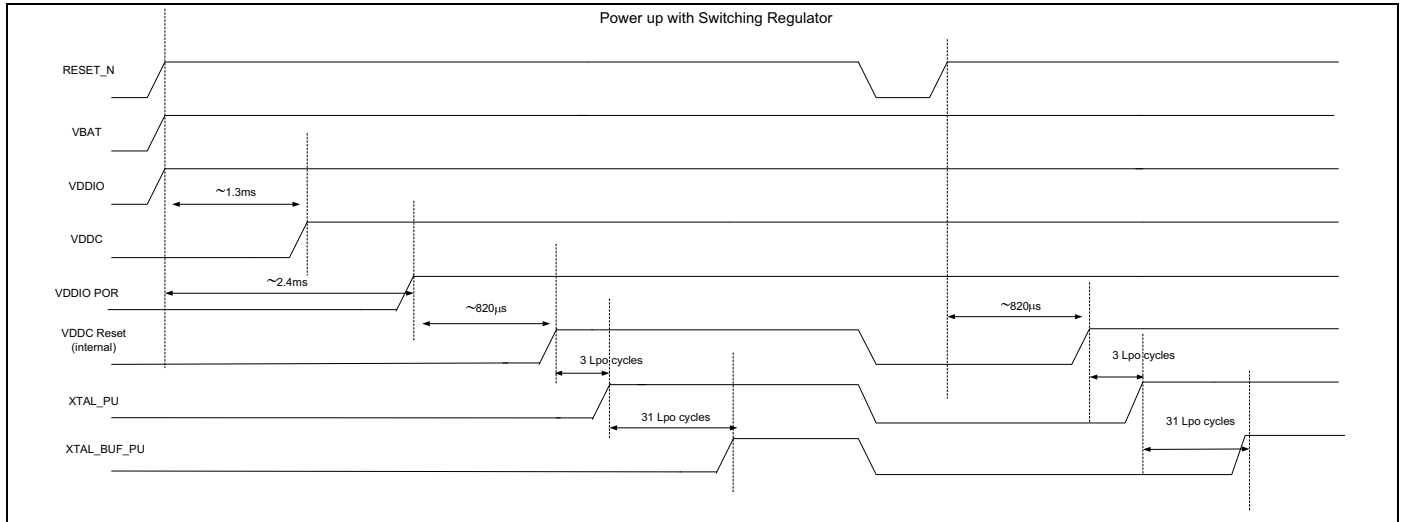 Power up with Switching Regulator
RESET_N
VBAT
VDDIO
~1.3ms
VDDC
~2.4ms
VDDIO POR
~820µs
~820µs
VDDC Reset
(internal)
3 Lpo cycles
3 Lpo cycles
XTAL_PU
31 Lpo cycles
31 Lpo cycles
XTAL_BUF_PU